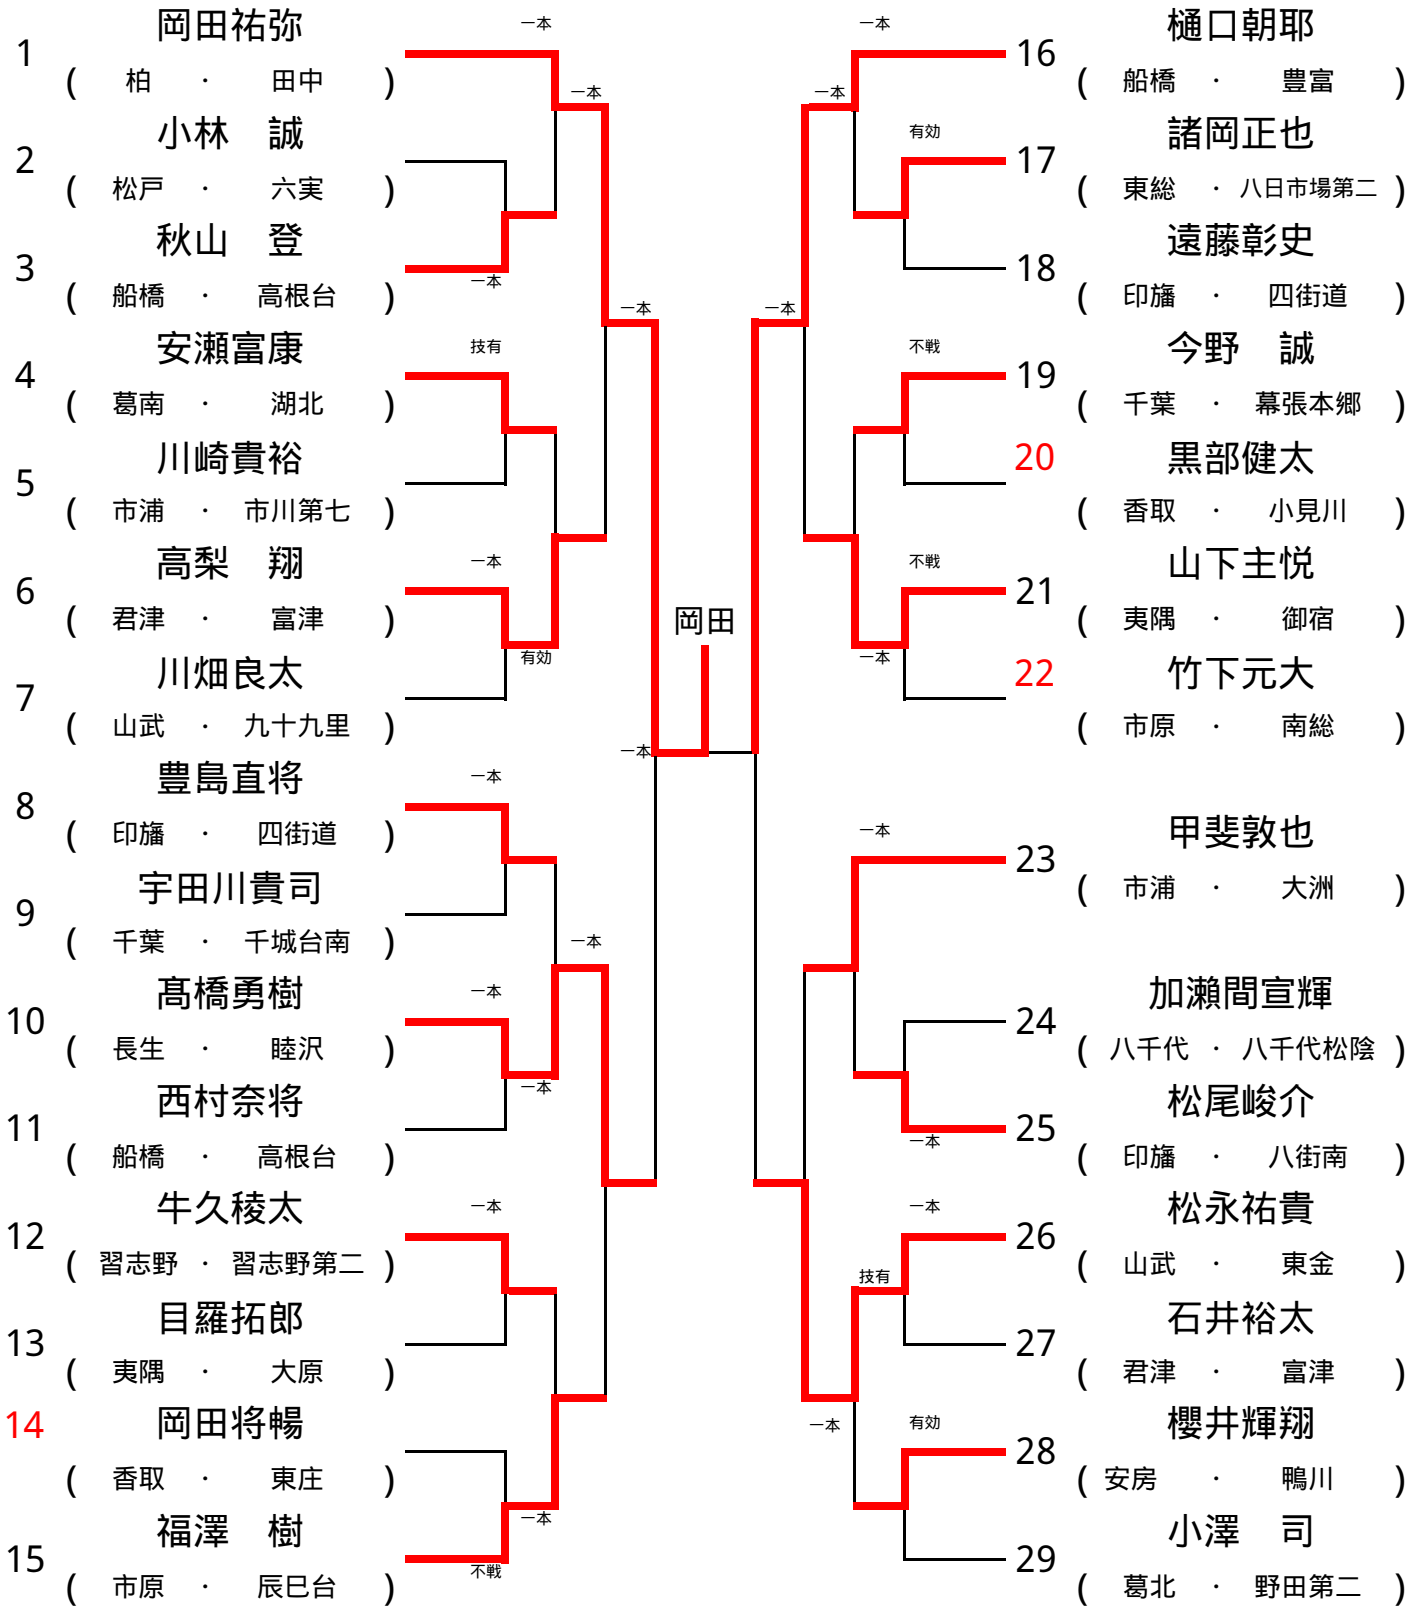 岡田祐弥
1
( 柏 ・ 田中 )
小林　誠
2
( 松戸 ・ 六実 )
秋山　登
3
( 船橋 ・ 高根台 )
安瀬富康
4
( 葛南 ・ 湖北 )
川崎貴裕
5
( 市浦 ・ 市川第七 )
高梨　翔
6
( 君津 ・ 富津 )
川畑良太
7
( 山武 ・ 九十九里 )
豊島直将
8
( 印旛 ・ 四街道 )
宇田川貴司
9
( 千葉 ・ 千城台南 )
髙橋勇樹
10
( 長生 ・ 睦沢 )
西村奈将
11
( 船橋 ・ 高根台 )
牛久稜太
12
( 習志野 ・ 習志野第二 )
目羅拓郎
13
( 夷隅 ・ 大原 )
岡田将暢
14
( 香取 ・ 東庄 )
福澤　樹
15
( 市原 ・ 辰巳台 )
一本
一本
一本
一本
技有
一本
有効
一本
一本
一本
一本
一本
一本
一本
不戦
岡田
一本
一本
有効
一本
不戦
不戦
一本
一本
一本
一本
技有
一本
有効
樋口朝耶
16
( 船橋 ・ 豊富 )
諸岡正也
17
( 東総 ・ 八日市場第二 )
遠藤彰史
18
( 印旛 ・ 四街道 )
今野　誠
19
( 千葉 ・ 幕張本郷 )
黒部健太
20
( 香取 ・ 小見川 )
山下主悦
21
( 夷隅 ・ 御宿 )
竹下元大
22
( 市原 ・ 南総 )
甲斐敦也
23
( 市浦 ・ 大洲 )
加瀨間宣輝
24
( 八千代 ・ 八千代松陰 )
松尾峻介
25
( 印旛 ・ 八街南 )
松永祐貴
26
( 山武 ・ 東金 )
石井裕太
27
( 君津 ・ 富津 )
櫻井輝翔
28
( 安房 ・ 鴨川 )
小澤　司
29
( 葛北 ・ 野田第二 )